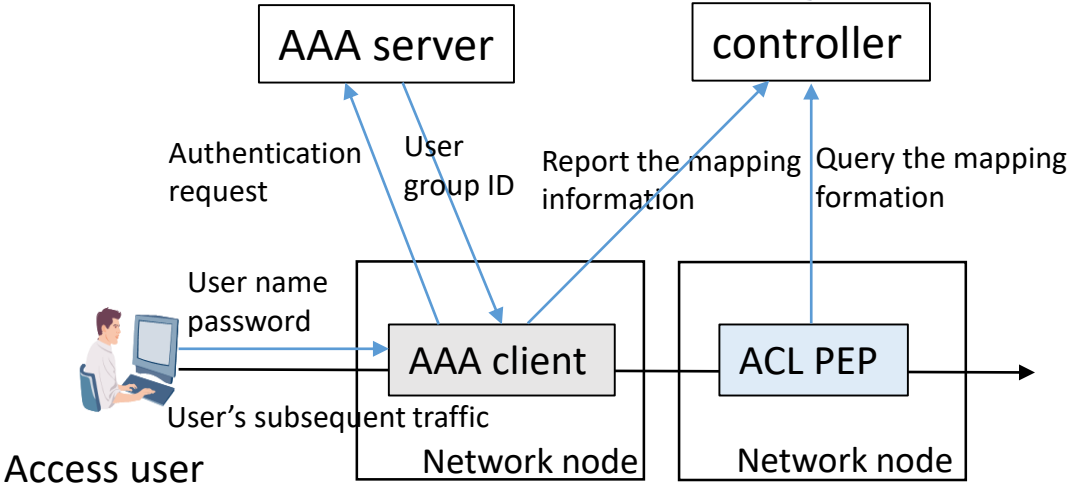 AAA server
controller
Authentication
request
User
group ID
Report the mapping
information
Query the mapping
formation
User name
password
AAA client
ACL PEP
User's subsequent traffic
Network node
Network node
Access user